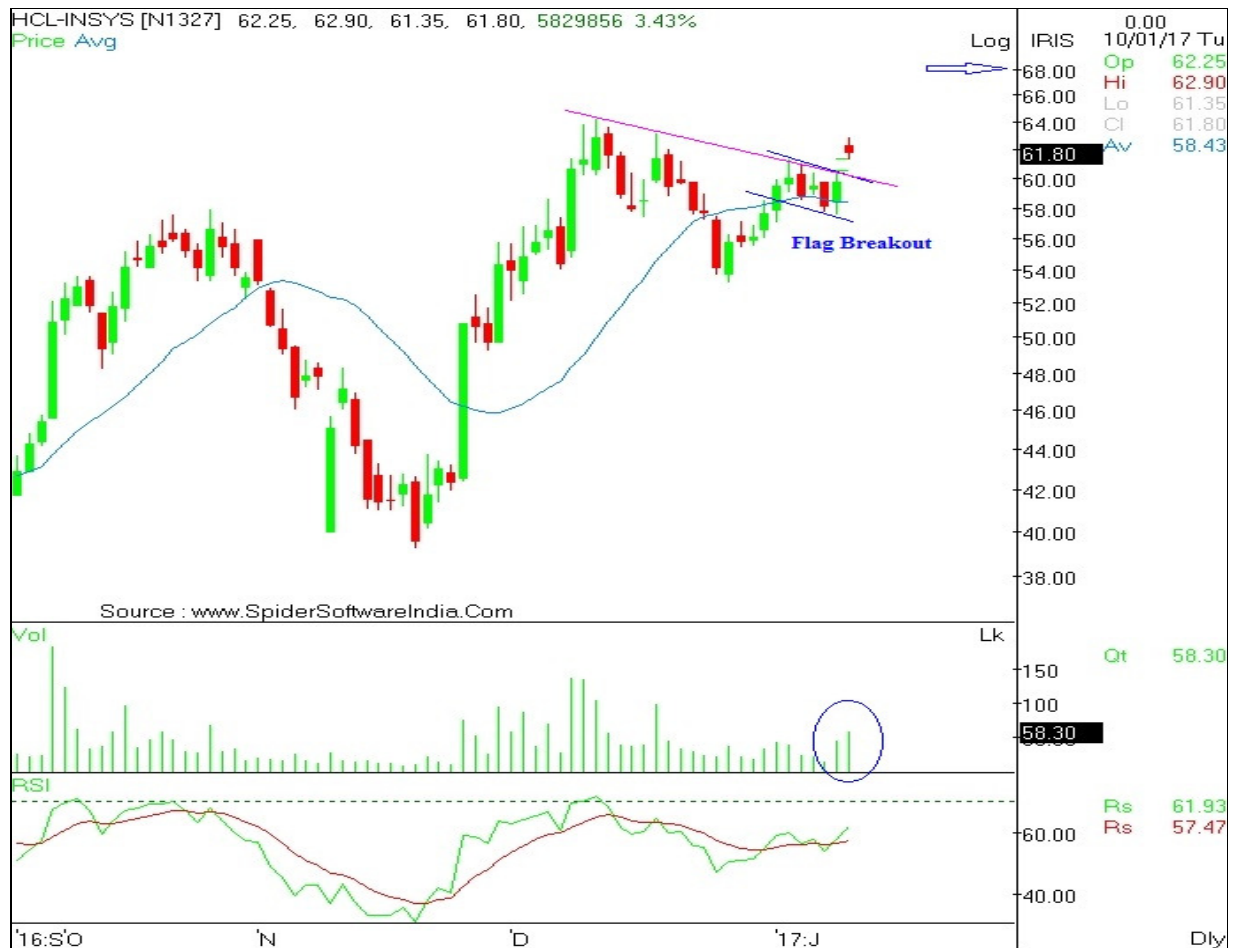 HCL-INSYS [N1327] 62.25, 62.90, 61.35, 61.80, 5829856 3.43%
Price Avg
Log
IRIS
0.00
10/01/17 Tu
Op 62.25
Hi 62.90
Lo 61.35
Cl 61.80
Av 58.43
68.00
66.00
64.00
61.80
60.00
58.00
56.00
54.00
52.00
50.00
48.00
46.00
44.00
42.00
40.00
38.00
Flag Breakout
Source : www.SpiderSoftwareIndia.Com
Vol
Lk
Qt 58.30
150
100
58.30
RSI
Rs 61.93
Rs 57.47
60.00
40.00
'16:S'O 'N 'D '17:J Dly